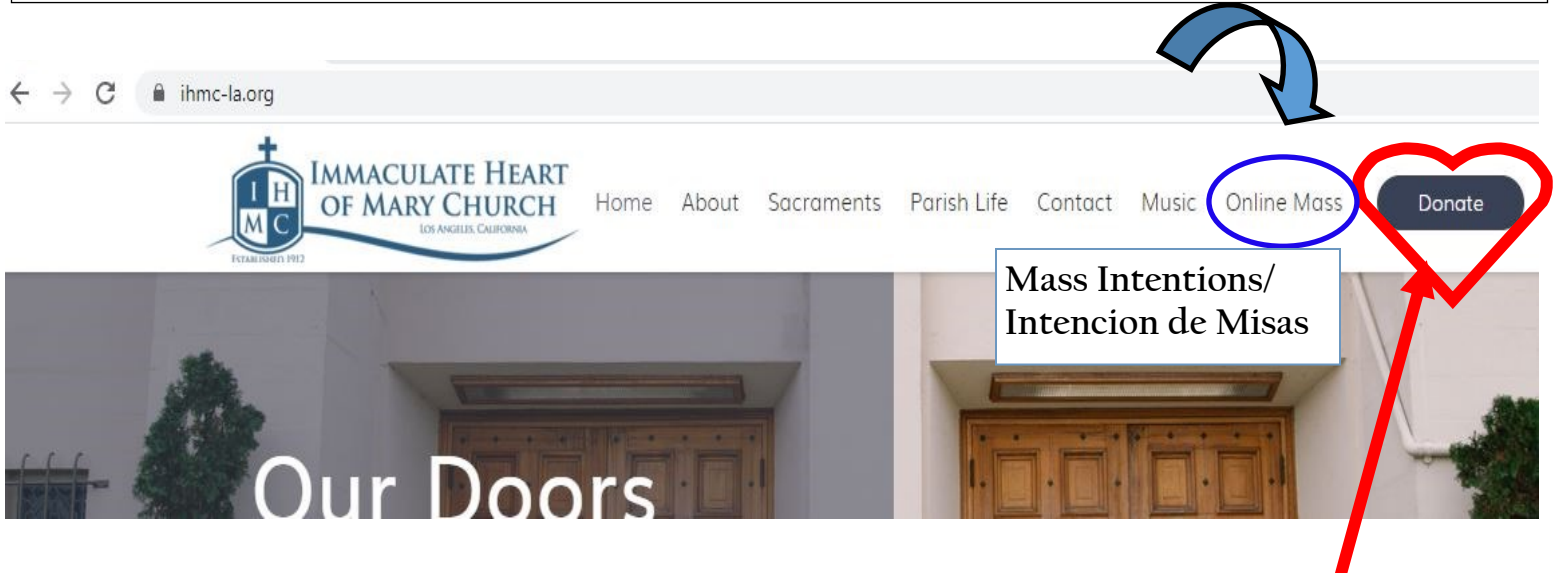 ihmc-la.org
I H
M C
IMMACULATE HEART
OF MARY CHURCH
LOS ANGELES, CALIFORNIA
ESTABLISHED 1912
Home About Sacraments Parish Life Contact Music Online Mass Donate
Mass Intentions/
Intencion de Misas
Our Doors